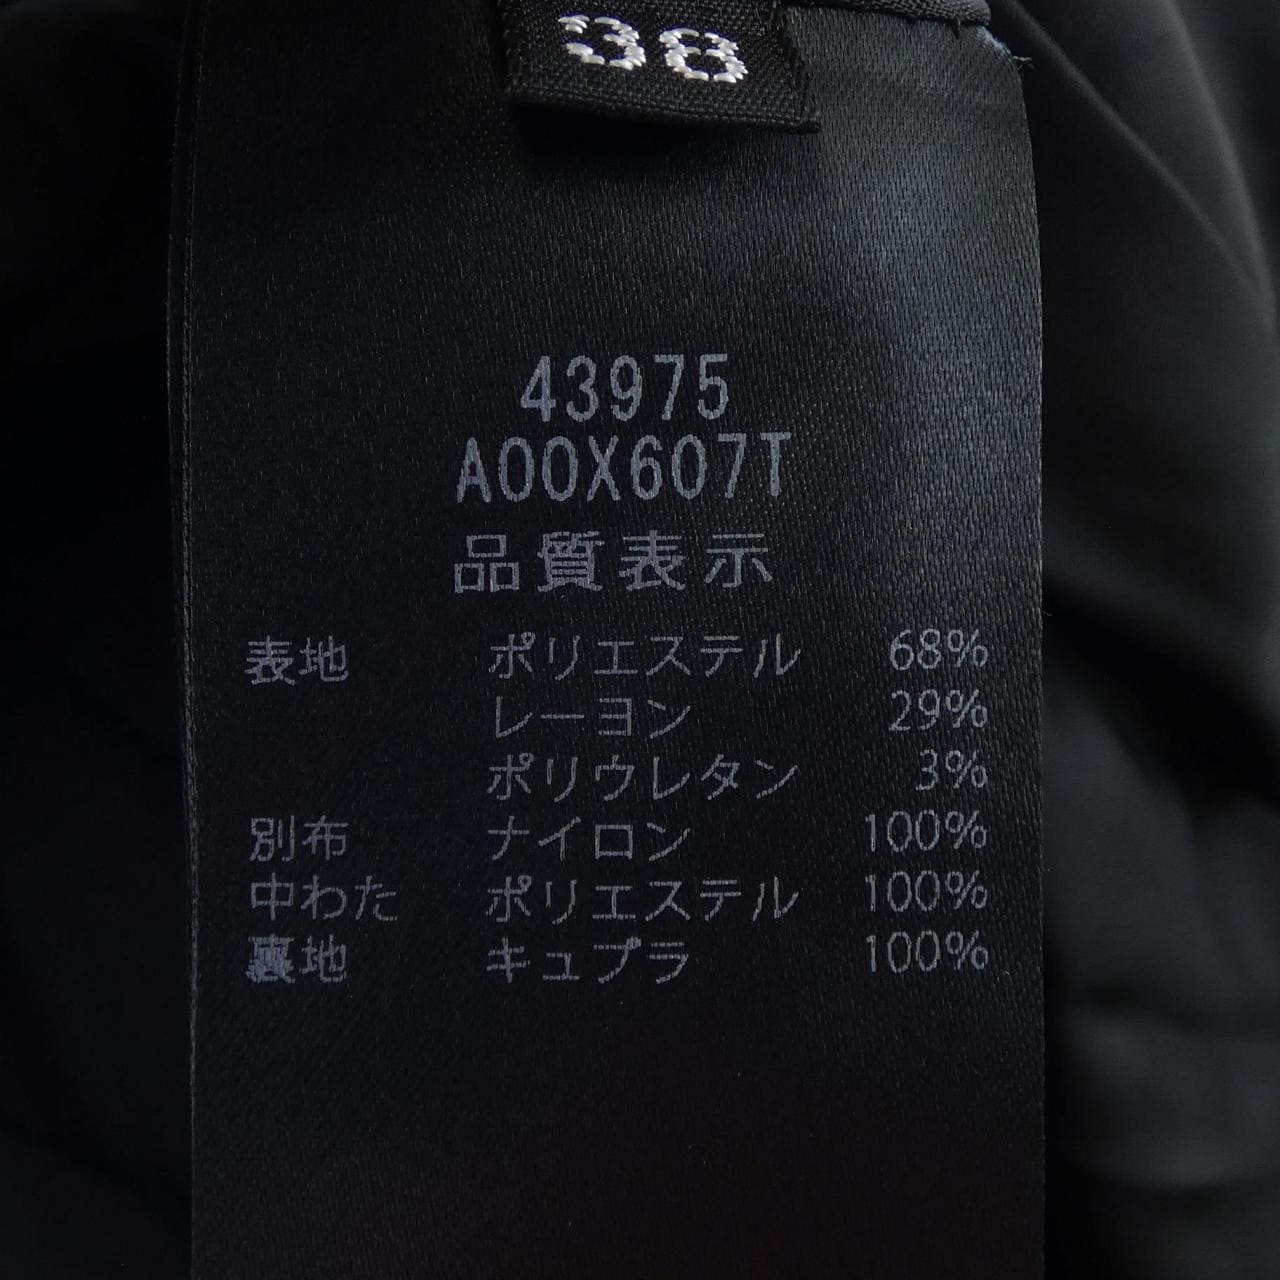 38
43975
A00X607T
品質表示
表地 ポリエステル 68%
レーヨン 29%
ポリウレタン 3%
別布 ナイロン 100%
中わた ポリエステル 100%
裏地 キュプラ 100%